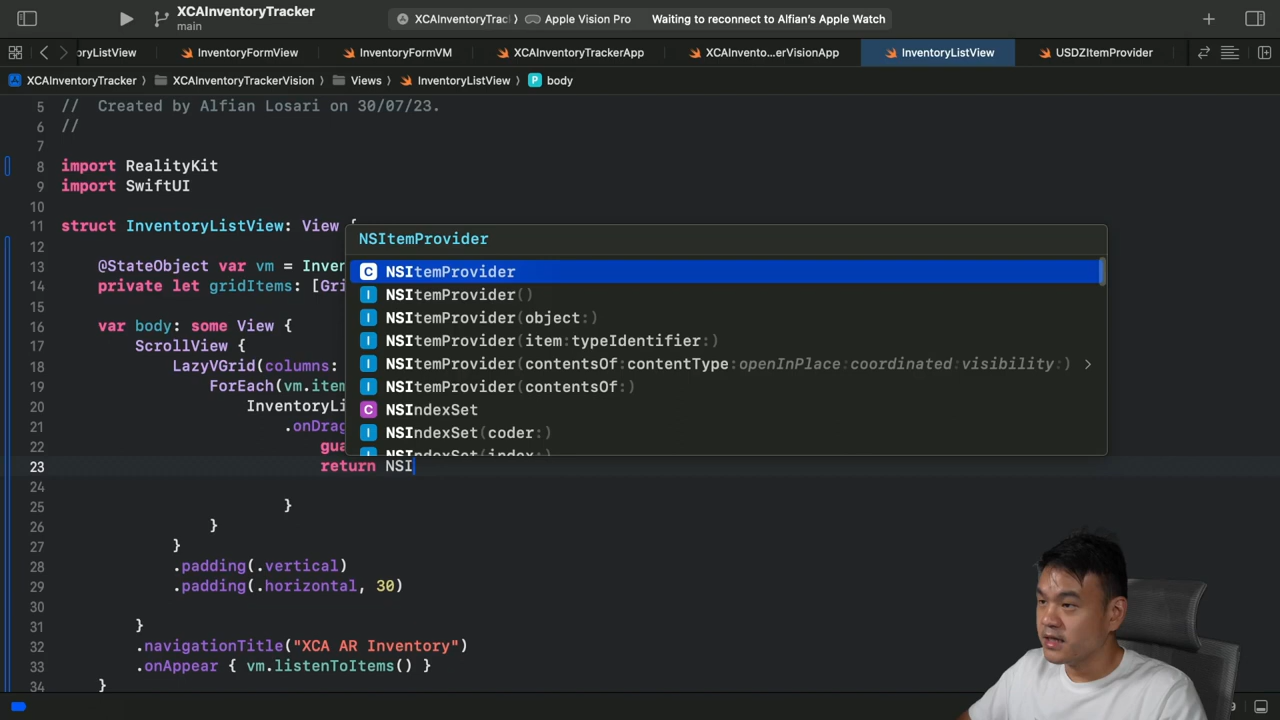 XCAInventoryTracker
main
XCAInventoryTrac 〉 Apple Vision Pro Waiting to reconnect to Alfian's Apple Watch
ryListView InventoryFormView InventoryFormVM XCAInventoryTrackerApp XCAInvento...erVisionApp InventoryListView USDZItemProvider
XCAInventoryTracker 〉 XCAInventoryTrackerVision 〉 Views 〉 InventoryListView 〉 P body
5 // Created by Alfian Losari on 30/07/23.
6 //
7
8 import RealityKit
9 import SwiftUI
10
11 struct InventoryListView: View {
12
13 @StateObject var vm = Inven
14 private let gridItems: [Gri
15
16 var body: some View {
17 ScrollView {
18 LazyVGrid(columns:
19 ForEach(vm.item
20 InventoryLi
21 .onDrag
22 gua
23 return NSI
24
25 }
26 }
27 }
28 .padding(.vertical)
29 .padding(.horizontal, 30)
30
31 }
32 .navigationTitle("XCA AR Inventory")
33 .onAppear { vm.listenToItems() }
34 }
NSItemProvider
C NSItemProvider
I NSItemProvider()
I NSItemProvider(object:)
I NSItemProvider(item:typeIdentifier:)
I NSItemProvider(contentsOf:contentType:openInPlace:coordinated:visibility:) 〉
I NSItemProvider(contentsOf:)
C NSIndexSet
I NSIndexSet(coder:)
I NSIndexSet(index:)